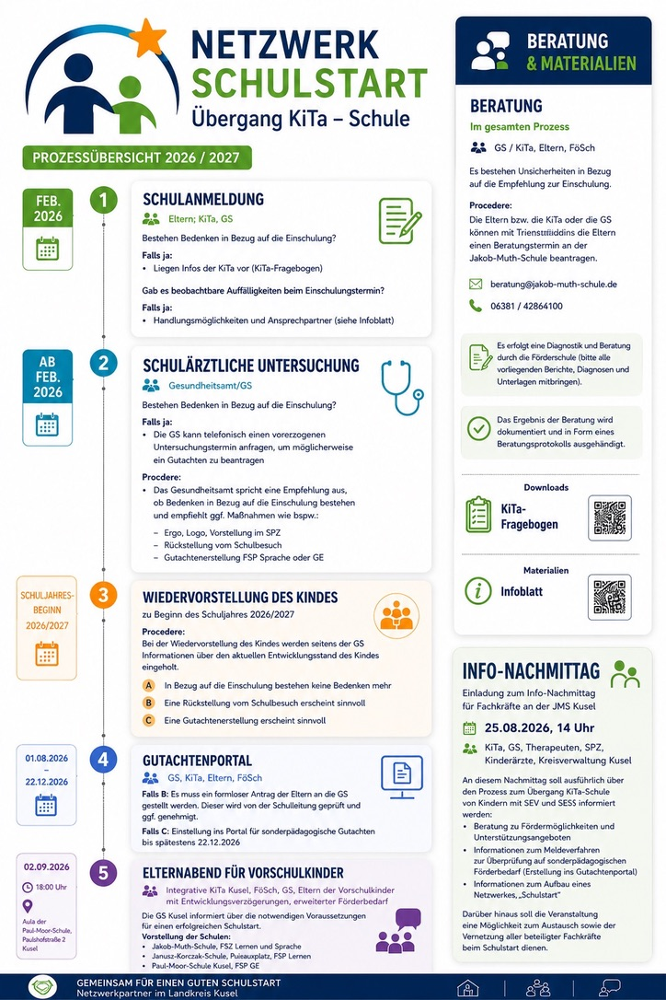 NETZWERK
SCHULSTART
Übergang KiTa – Schule
PROZESSÜBERSICHT 2026 / 2027
FEB.
2026
1
SCHULANMELDUNG
Eltern; KiTa, GS
Bestehen Bedenken in Bezug auf die Einschulung?
Falls ja:
• Liegen Infos der KiTa vor (KiTa-Fragebogen)
Gab es beobachtbare Auffälligkeiten beim Einschulungstermin?
Falls ja:
• Handlungsmöglichkeiten und Ansprechpartner (siehe Infoblatt)
AB
FEB.
2026
2
SCHULÄRZTLICHE UNTERSUCHUNG
Gesundheitsamt/GS
Bestehen Bedenken in Bezug auf die Einschulung?
Falls ja:
• Die GS kann telefonisch einen vorerzogenen
Untersuchungstermin anfragen, um möglicherweise
ein Gutachten zu beantragen
Procdere:
• Das Gesundheitsamt spricht eine Empfehlung aus,
ob Bedenken in Bezug auf die Einschulung bestehen
und empfiehlt ggf. Maßnahmen wie bspw.:
– Ergo, Logo, Vorstellung im SPZ
– Rückstellung vom Schulbesuch
– Gutachtenerstellung FSP Sprache oder GE
SCHULJAHRES-
BEGINN
2026/2027
3
WIEDERVORSTELLUNG DES KINDES
zu Beginn des Schuljahres 2026/2027
Procedere:
Bei der Wiedervorstellung des Kindes werden seitens der GS
Informationen über den aktuellen Entwicklungsstand des Kindes
eingeholt.
A In Bezug auf die Einschulung bestehen keine Bedenken mehr
B Eine Rückstellung vom Schulbesuch erscheint sinnvoll
C Eine Gutachtenerstellung erscheint sinnvoll
01.08.2026
–
22.12.2026
4
GUTACHTENPORTAL
GS, KiTa, Eltern, FöSch
Falls B: Es muss ein formloser Antrag der Eltern an die GS
gestellt werden. Dieser wird von der Schulleitung geprüft und
ggf. genehmigt.
Falls C: Einstellung ins Portal für sonderpädagogische Gutachten
bis spätestens 22.12.2026
02.09.2026
18:00 Uhr
Aula der
Paul-Moor-Schule,
Paulshofstraße 2
Kusel
5
ELTERNABEND FÜR VORSCHULKINDER
Integrative KiTa Kusel, FöSch, GS, Eltern der Vorschulkinder
mit Entwicklungsverzögerungen, erweiterter Förderbedarf
Die GS Kusel informiert über die notwendigen Voraussetzungen
für einen erfolgreichen Schulstart.
Vorstellung der Schulen:
• Jakob-Muth-Schule, FSZ Lernen und Sprache
• Janusz-Korczak-Schule, Puieauxplatz, FSP Lernen
• Paul-Moor-Schule Kusel, FSP GE
BERATUNG
& MATERIALIEN
BERATUNG
Im gesamten Prozess
GS / KiTa, Eltern, FöSch
Es bestehen Unsicherheiten in Bezug
auf die Empfehlung zur Einschulung.
Procedere:
Die Eltern bzw. die KiTa oder die GS
können mit die Eltern
einen Beratungstermin an der
Jakob-Muth-Schule beantragen.
beratung@jakob-muth-schule.de
06381 / 42864100
Es erfolgt eine Diagnostik und Beratung
durch die Förderschule (bitte alle
vorliegenden Berichte, Diagnosen und
Unterlagen mitbringen).
Das Ergebnis der Beratung wird
dokumentiert und in Form eines
Beratungsprotokolls ausgehändigt.
Downloads
KiTa-
Fragebogen
Materialien
Infoblatt
INFO-NACHMITTAG
Einladung zum Info-Nachmittag
für Fachkräfte an der JMS Kusel
25.08.2026, 14 Uhr
KiTa, GS, Therapeuten, SPZ,
Kinderärzte, Kreisverwaltung Kusel
An diesem Nachmittag soll ausführlich über
den Prozess zum Übergang KiTa-Schule
von Kindern mit SEV und SESS informiert
werden:
• Beratung zu Fördermöglichkeiten und
Unterstützungsangeboten
• Informationen zum Meldeverfahren
zur Überprüfung auf sonderpädagogischen
Förderbedarf (Erstellung ins Gutachtenportal)
• Informationen zum Aufbau eines
Netzwerkes „Schulstart"
Darüber hinaus soll die Veranstaltung
eine Möglichkeit zum Austausch sowie der
Vernetzung aller beteiligter Fachkräfte
beim Schulstart dienen.
GEMEINSAM FÜR EINEN GUTEN SCHULSTART
Netzwerkpartner im Landkreis Kusel